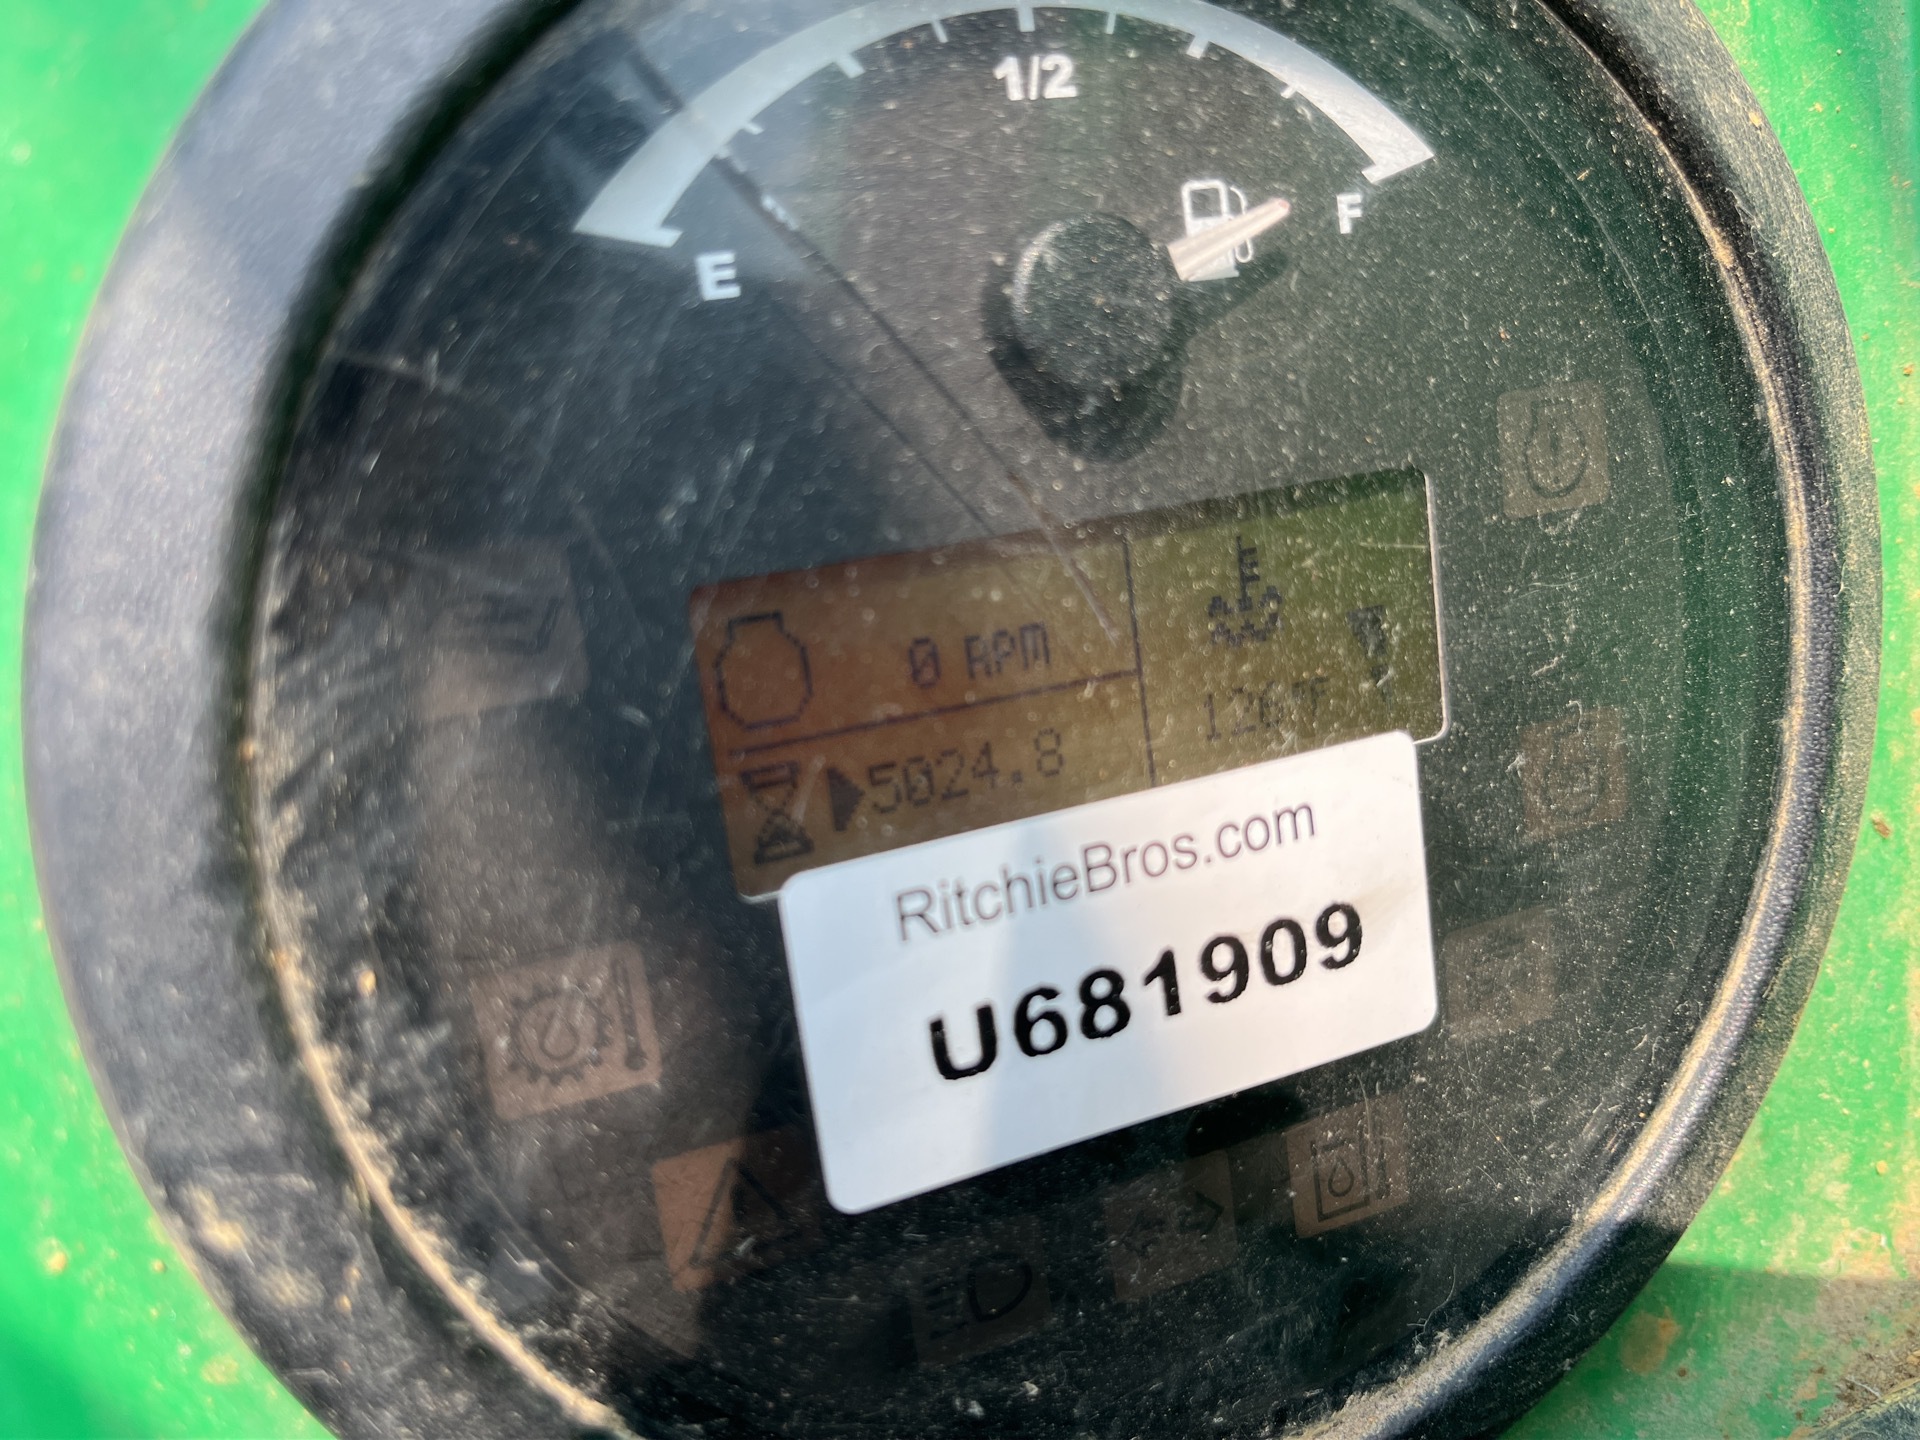 1/2
E
F
0 RPM
126°F
5024.8
RitchieBros.com
U681909